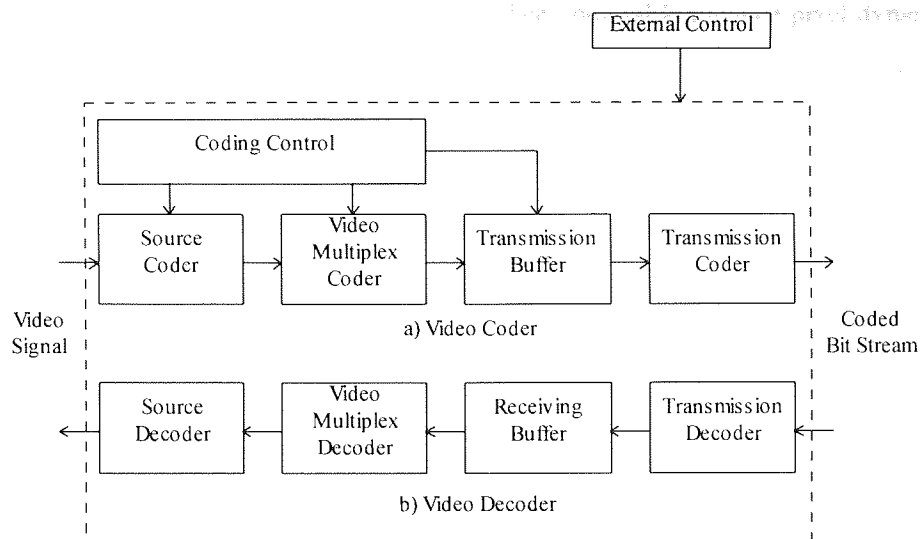 External Control
Coding Control
Source
Coder
Video
Multiplex
Coder
Transmission
Buffer
Transmission
Coder
Video
Signal
a) Video Coder
Coded
Bit Stream
Source
Decoder
Video
Multiplex
Decoder
Receiving
Buffer
Transmission
Decoder
b) Video Decoder